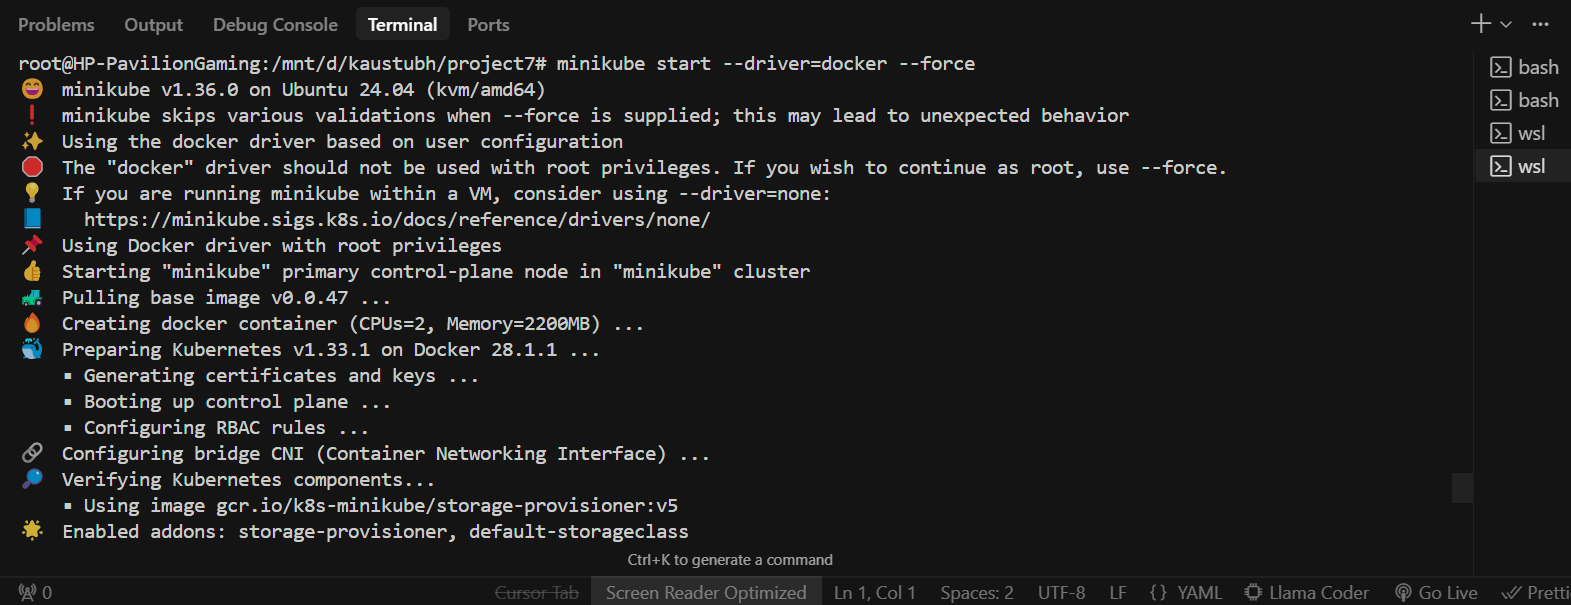 Problems Output Debug Console Terminal Ports
root@HP-PavilionGaming:/mnt/d/kaustubh/project7# minikube start --driver=docker --force
minikube v1.36.0 on Ubuntu 24.04 (kvm/amd64)
minikube skips various validations when --force is supplied; this may lead to unexpected behavior
Using the docker driver based on user configuration
The "docker" driver should not be used with root privileges. If you wish to continue as root, use --force.
If you are running minikube within a VM, consider using --driver=none:
https://minikube.sigs.k8s.io/docs/reference/drivers/none/
Using Docker driver with root privileges
Starting "minikube" primary control-plane node in "minikube" cluster
Pulling base image v0.0.47 ...
Creating docker container (CPUs=2, Memory=2200MB) ...
Preparing Kubernetes v1.33.1 on Docker 28.1.1 ...
▪ Generating certificates and keys ...
▪ Booting up control plane ...
▪ Configuring RBAC rules ...
Configuring bridge CNI (Container Networking Interface) ...
Verifying Kubernetes components...
▪ Using image gcr.io/k8s-minikube/storage-provisioner:v5
Enabled addons: storage-provisioner, default-storageclass
Ctrl+K to generate a command
bash
bash
wsl
wsl
0 Cursor Tab Screen Reader Optimized Ln 1, Col 1 Spaces: 2 UTF-8 LF {} YAML Llama Coder Go Live Pretti